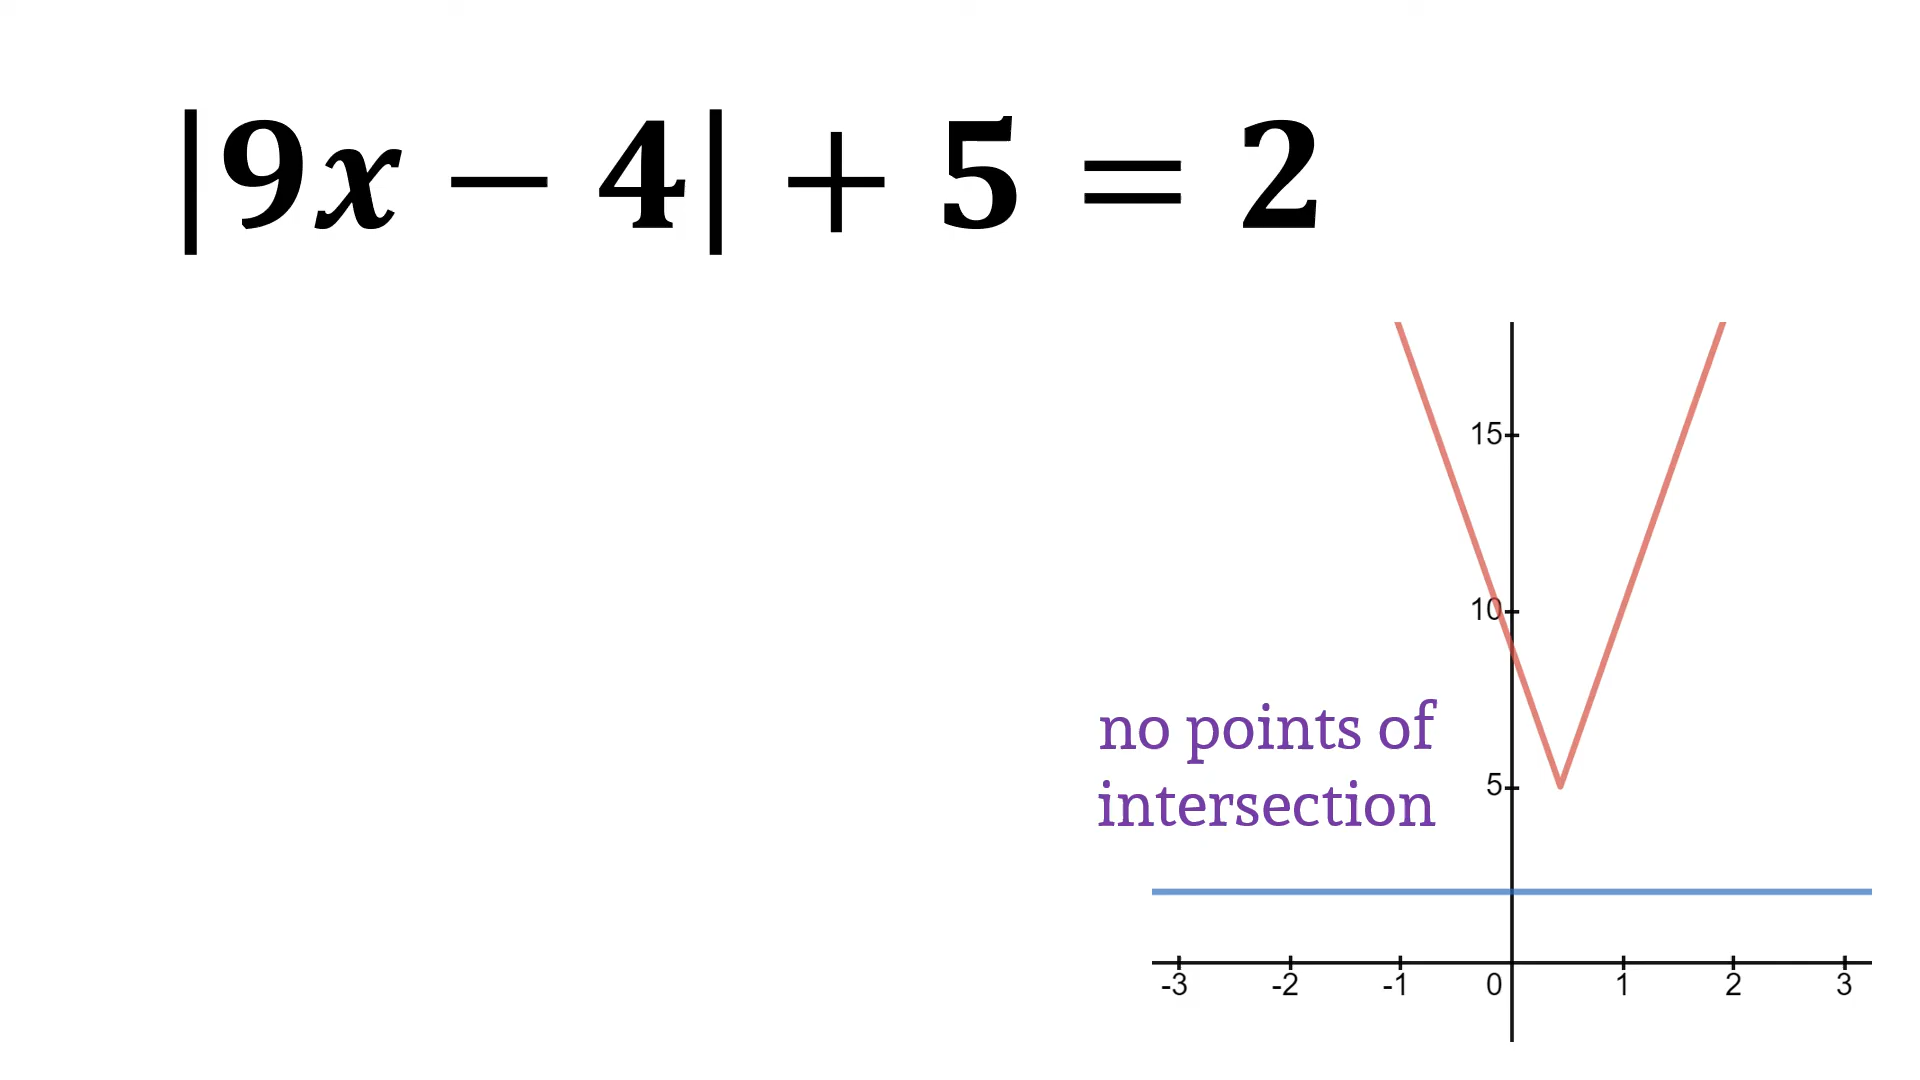 |9x − 4| + 5 = 2
15
10
no points of
intersection
5
-3 -2 -1 0 1 2 3